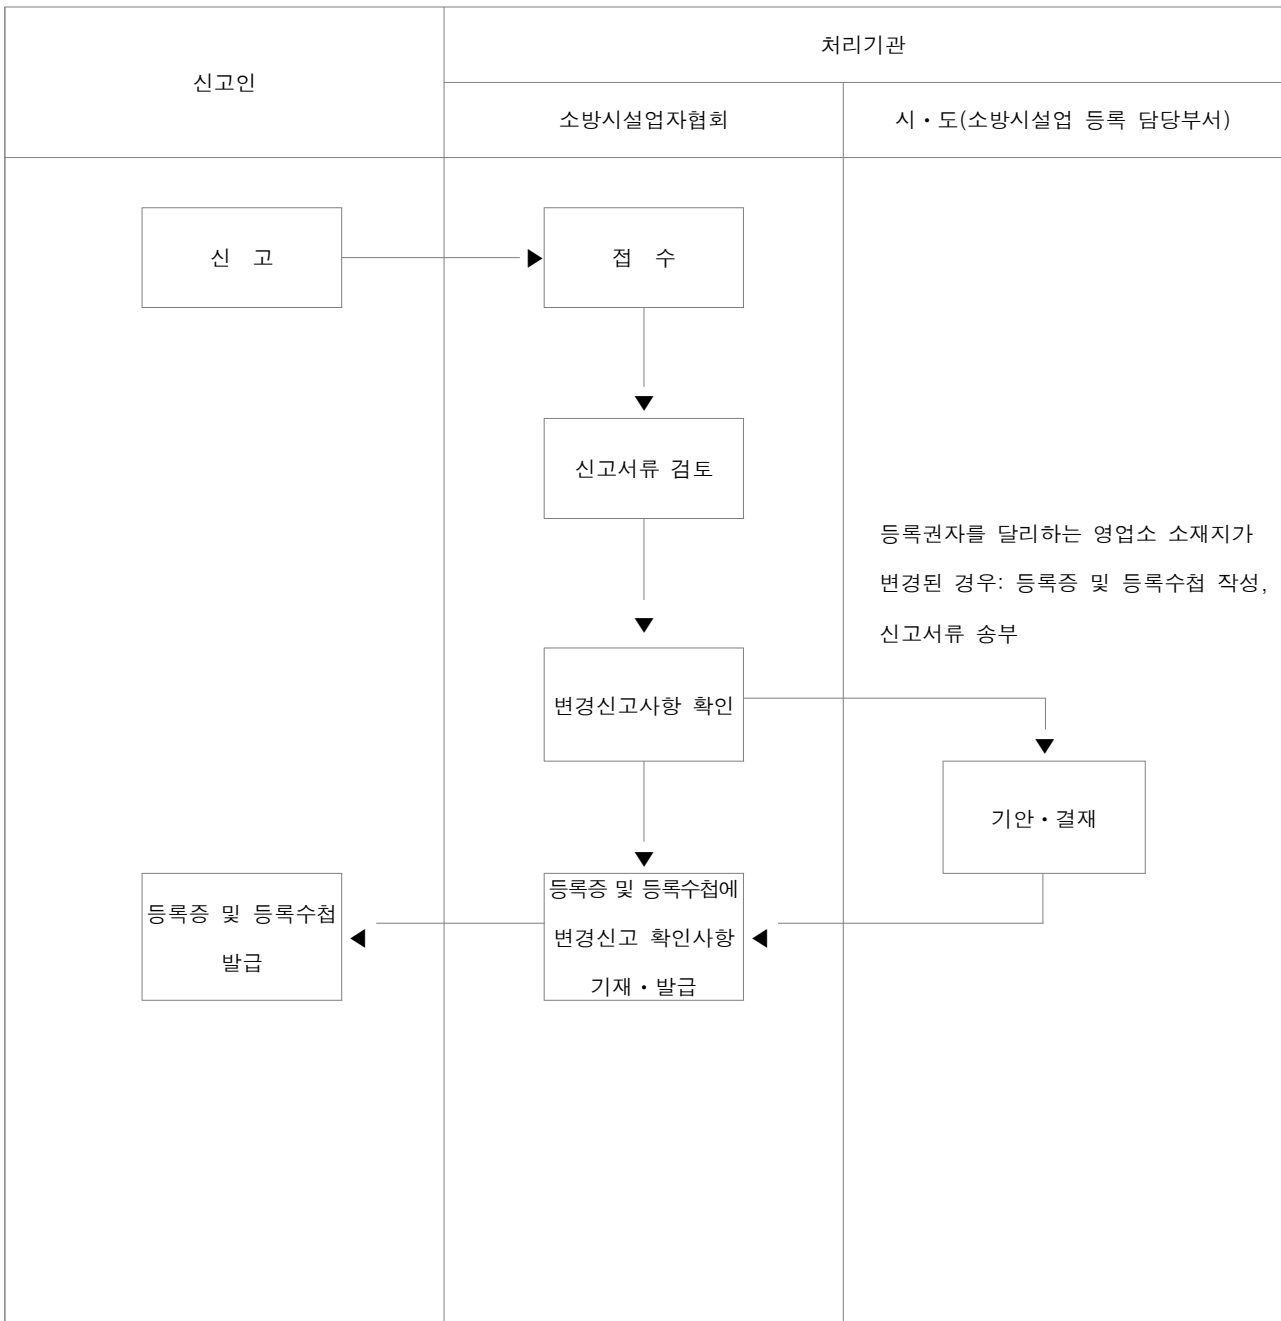 신고인
처리기관
소방시설업자협회
시・도(소방시설업 등록 담당부서)
신 고
접 수
신고서류 검토
등록권자를 달리하는 영업소 소재지가
변경된 경우: 등록증 및 등록수첩 작성,
신고서류 송부
변경신고사항 확인
기안・결재
등록증 및 등록수첩에
변경신고 확인사항
기재・발급
등록증 및 등록수첩
발급